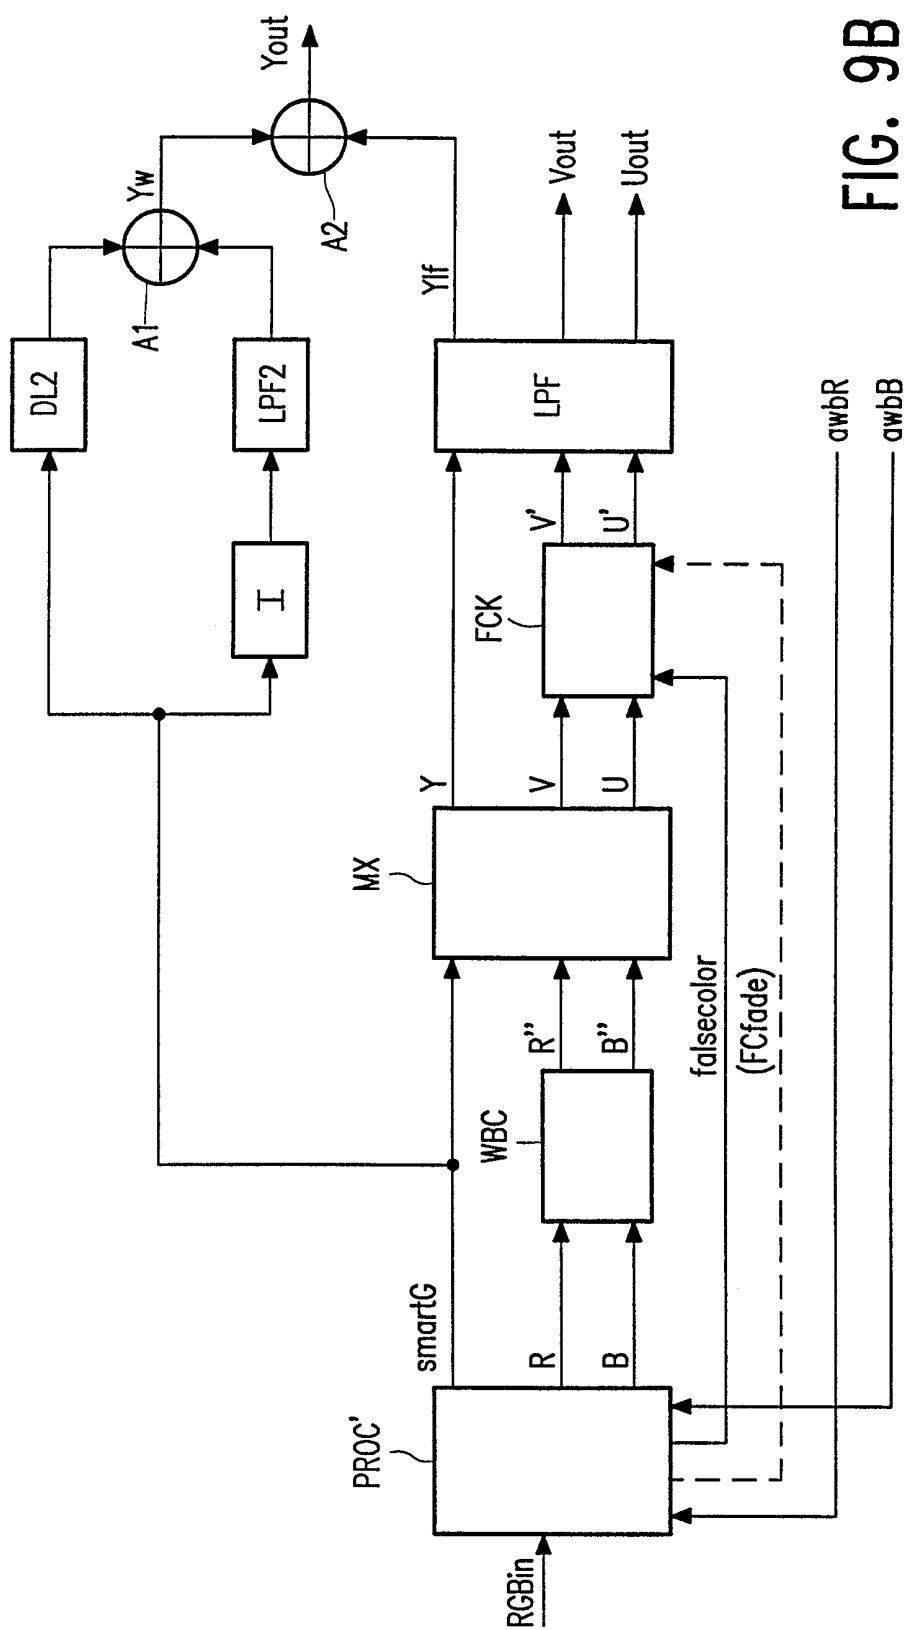 DL2
A1
Yw
Yout
LPF2
I
A2
Ylf
smartG
MX
Y
PROC'
R
B
WBC
R''
B''
V
U
FCK
V'
U'
LPF
Vout
Uout
RGBin
falsecolor
(FCfade)
awbR
awbB
FIG. 9B